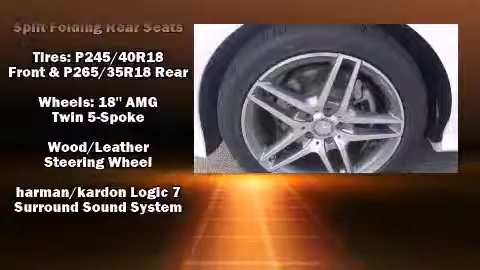 Split Folding Rear Seats
Tires: P245/40R18
Front & P265/35R18 Rear
Wheels: 18" AMG
Twin 5-Spoke
Wood/Leather
Steering Wheel
harman/kardon Logic 7
Surround Sound System